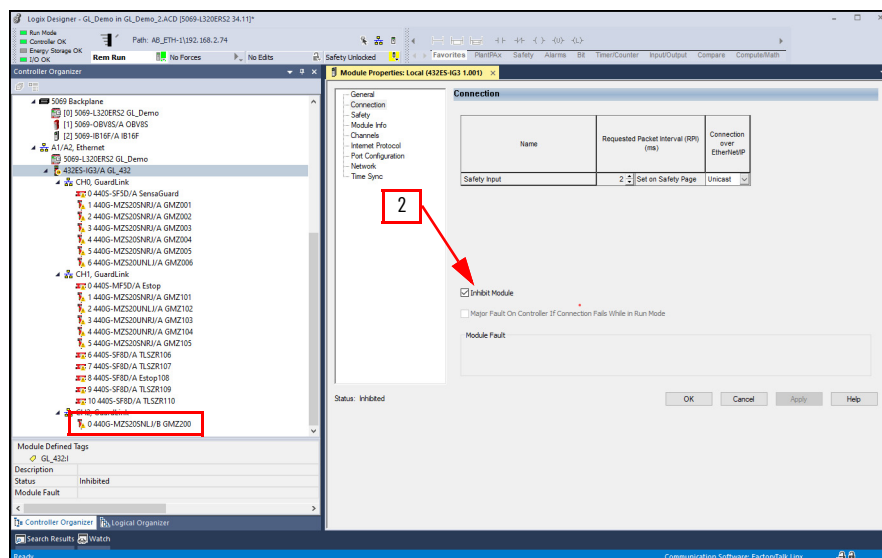 Logix Designer - GL_Demo in GL_Demo_2.ACD [5069-L320ERS2 34.11]*
Run Mode
Controller OK
Energy Storage OK
I/O OK
Path: AB_ETH-1\192.168.2.74
Rem Run
No Forces
No Edits
Safety Unlocked
Favorites PlantPAx Safety Alarms Bit Timer/Counter Input/Output Compare Compute/Math
Controller Organizer
Module Properties: Local (432ES-IG3 1.001) ×
5069 Backplane
[0] 5069-L320ERS2 GL_Demo
[1] 5069-OBV8S/A OBV8S
[2] 5069-IB16F/A IB16F
A1/A2, Ethernet
5069-L320ERS2 GL_Demo
432ES-IG3/A GL_432
CH0, GuardLink
0 440S-SF5D/A SensaGuard
1 440G-MZS20SNRJ/A GMZ001
2 440G-MZS20SNRJ/A GMZ002
3 440G-MZS20SNRJ/A GMZ003
4 440G-MZS20SNRJ/A GMZ004
5 440G-MZS20SNRJ/A GMZ005
6 440G-MZS20UNLJ/A GMZ006
CH1, GuardLink
0 440S-MF5D/A Estop
1 440G-MZS20SNRJ/A GMZ101
2 440G-MZS20UNLJ/A GMZ102
3 440G-MZS20UNRJ/A GMZ103
4 440G-MZS20UNRJ/A GMZ104
5 440G-MZS20SNRJ/A GMZ105
6 440S-SF8D/A TLSZR106
7 440S-SF8D/A TLSZR107
8 440S-SF8D/A Estop108
9 440S-SF8D/A TLSZR109
10 440S-SF8D/A TLSZR110
CH2, GuardLink
0 440G-MZS20SNLJ/B GMZ200
Module Defined Tags
GL_432:I
Description
Status Inhibited
Module Fault
Controller Organizer Logical Organizer
Search Results Watch
Ready
General
Connection
Safety
Module Info
Channels
Internet Protocol
Port Configuration
Network
Time Sync
Connection
Name
Requested Packet Interval (RPI)
(ms)
Connection
over
EtherNet/IP
Safety Input 2 Set on Safety Page Unicast
2
Inhibit Module
Major Fault On Controller If Connection Fails While in Run Mode
Module Fault
Status: Inhibited
OK Cancel Apply Help
Communication Software: FactoryTalk Linx